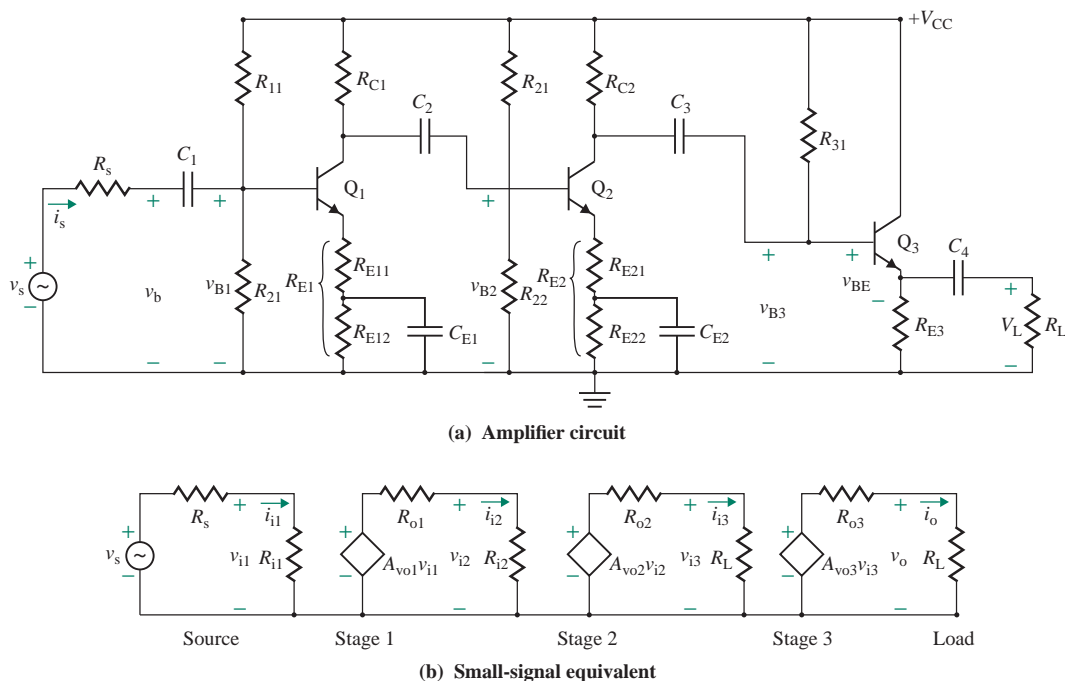 +V_CC
R_11
R_C1
R_21
R_C2
C_2
C_3
R_31
C_1
R_s
Q_1
Q_2
i_s
Q_3
C_4
+ + + +
R_E11
R_E21
v_s
v_b
v_B1
R_21
R_E1
v_B2
R_22
R_E2
v_BE
v_B3
R_E12
C_E1
R_E22
C_E2
R_E3
V_L
R_L
(a) Amplifier circuit
R_s
i_i1
R_o1
i_i2
R_o2
i_i3
R_o3
i_o
v_s
~
v_i1
R_i1
A_vo1v_i1
v_i2
R_i2
A_vo2v_i2
v_i3
R_L
A_vo3v_i3
v_o
R_L
Source
Stage 1
Stage 2
Stage 3
Load
(b) Small-signal equivalent